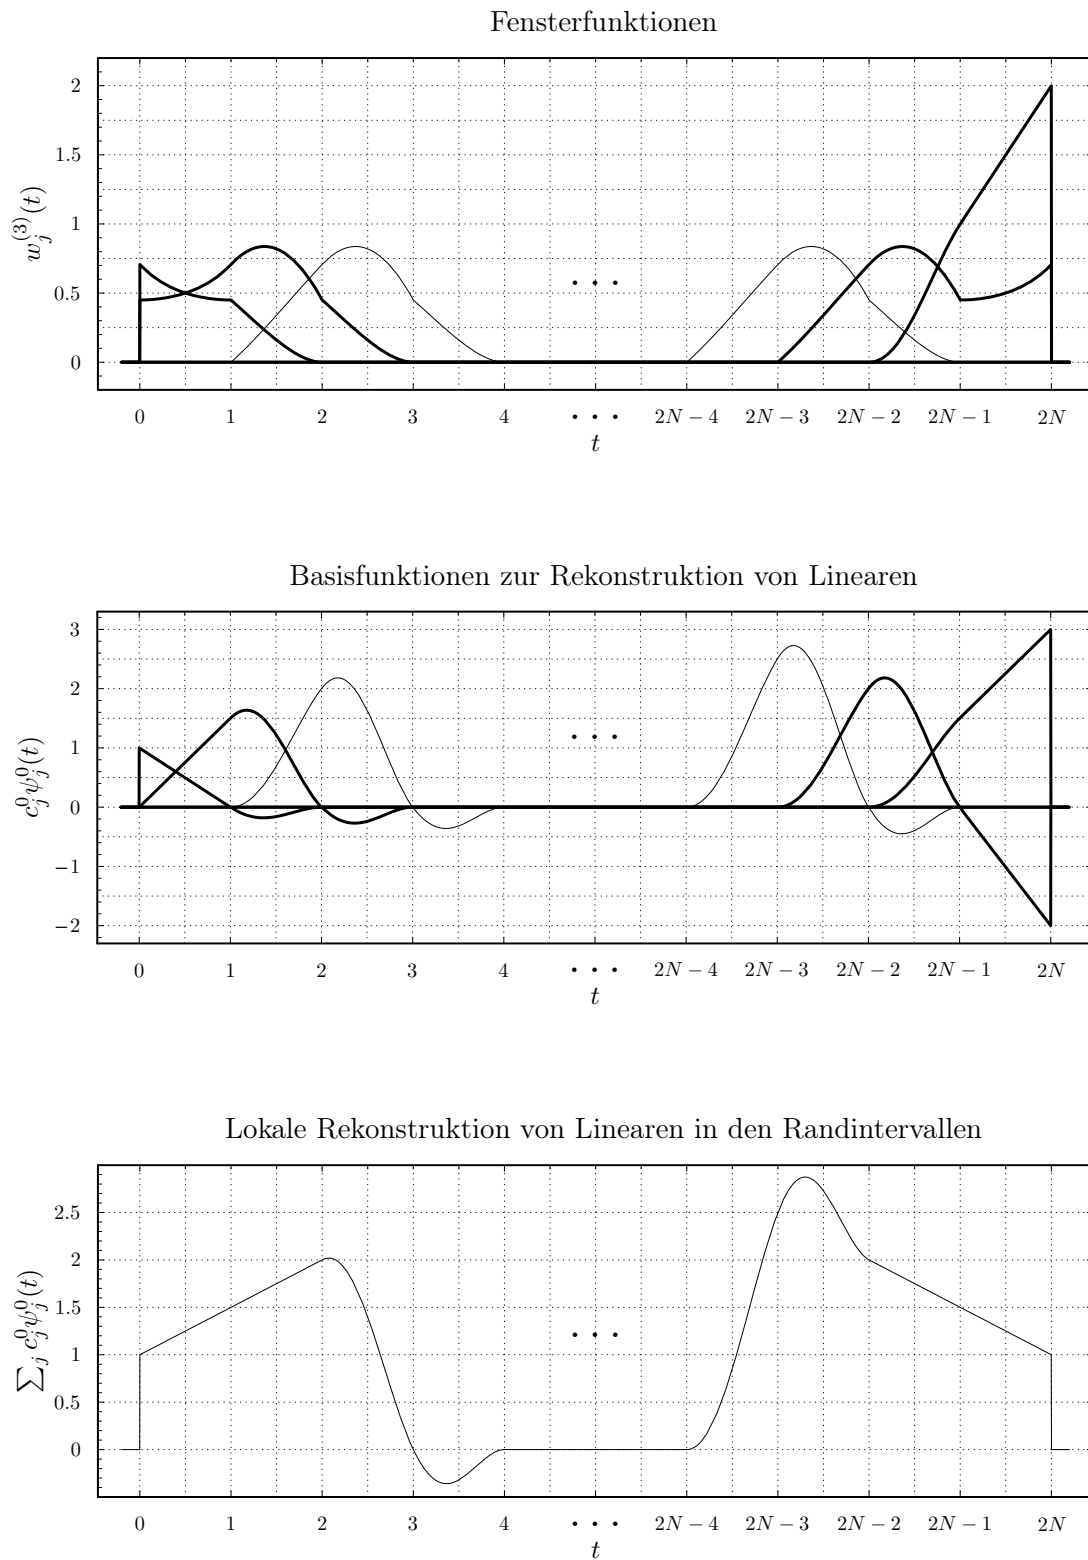 Fensterfunktionen
2
1.5
1
0.5
0
w_j^{(3)}(t)
0 1 2 3 4 · · · 2N − 4 2N − 3 2N − 2 2N − 1 2N
· · ·
t
Basisfunktionen zur Rekonstruktion von Linearen
3
2
1
0
−1
−2
c_j^0 ψ_j^0(t)
· · ·
0 1 2 3 4 · · · 2N − 4 2N − 3 2N − 2 2N − 1 2N
t
Lokale Rekonstruktion von Linearen in den Randintervallen
2.5
2
1.5
1
0.5
0
∑_j c_j^0 ψ_j^0(t)
· · ·
0 1 2 3 4 · · · 2N − 4 2N − 3 2N − 2 2N − 1 2N
t